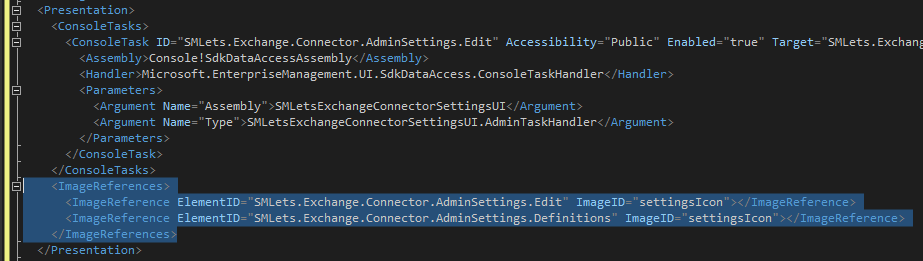 <Presentation>
<ConsoleTasks>
<ConsoleTask ID="SMLets.Exchange.Connector.AdminSettings.Edit" Accessibility="Public" Enabled="true" Target="SMLets.Exchang
<Assembly>Console!SdkDataAccessAssembly</Assembly>
<Handler>Microsoft.EnterpriseManagement.UI.SdkDataAccess.ConsoleTaskHandler</Handler>
<Parameters>
<Argument Name="Assembly">SMLetsExchangeConnectorSettingsUI</Argument>
<Argument Name="Type">SMLetsExchangeConnectorSettingsUI.AdminTaskHandler</Argument>
</Parameters>
</ConsoleTask>
</ConsoleTasks>
<ImageReferences>
<ImageReference ElementID="SMLets.Exchange.Connector.AdminSettings.Edit" ImageID="settingsIcon"></ImageReference>
<ImageReference ElementID="SMLets.Exchange.Connector.AdminSettings.Definitions" ImageID="settingsIcon"></ImageReference>
</ImageReferences>
</Presentation>